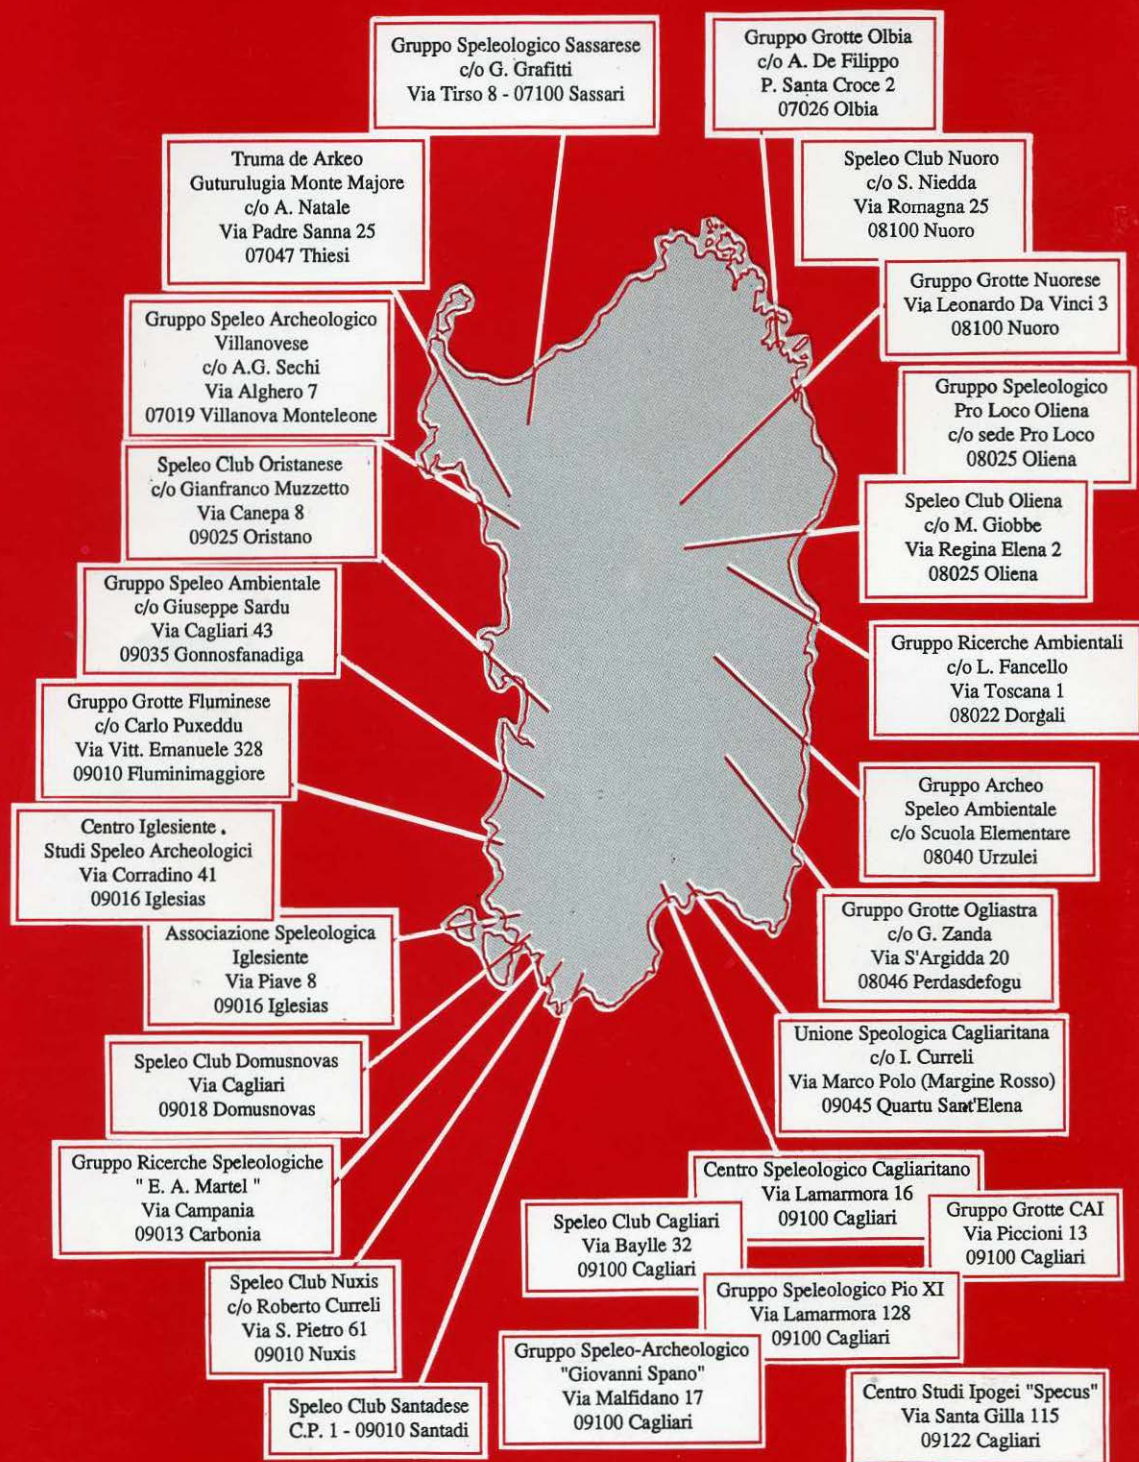 Gruppo Speleologico Sassarese
c/o G. Grafitti
Via Tirso 8 - 07100 Sassari
Gruppo Grotte Olbia
c/o A. De Filippo
P. Santa Croce 2
07026 Olbia
Truma de Arkeo
Guturulugia Monte Majore
c/o A. Natale
Via Padre Sanna 25
07047 Thiesi
Speleo Club Nuoro
c/o S. Niedda
Via Romagna 25
08100 Nuoro
Gruppo Grotte Nuorese
Via Leonardo Da Vinci 3
08100 Nuoro
Gruppo Speleo Archeologico
Villanovese
c/o A.G. Sechi
Via Alghero 7
07019 Villanova Monteleone
Gruppo Speleologico
Pro Loco Oliena
c/o sede Pro Loco
08025 Oliena
Speleo Club Oristanese
c/o Gianfranco Muzzetto
Via Canepa 8
09025 Oristano
Speleo Club Oliena
c/o M. Giobbe
Via Regina Elena 2
08025 Oliena
Gruppo Speleo Ambientale
c/o Giuseppe Sardu
Via Cagliari 43
09035 Gonnosfanadiga
Gruppo Ricerche Ambientali
c/o L. Fancello
Via Toscana 1
08022 Dorgali
Gruppo Grotte Fluminese
c/o Carlo Puxeddu
Via Vitt. Emanuele 328
09010 Fluminimaggiore
Gruppo Archeo
Speleo Ambientale
c/o Scuola Elementare
08040 Urzulei
Centro Iglesiente
Studi Speleo Archeologici
Via Corradino 41
09016 Iglesias
Gruppo Grotte Ogliastra
c/o G. Zanda
Via S'Argidda 20
08046 Perdasdefogu
Associazione Speleologica
Iglesiente
Via Piave 8
09016 Iglesias
Unione Speologica Cagliaritana
c/o I. Curreli
Via Marco Polo (Margine Rosso)
09045 Quartu Sant'Elena
Speleo Club Domusnovas
Via Cagliari
09018 Domusnovas
Gruppo Ricerche Speleologiche
" E. A. Martel "
Via Campania
09013 Carbonia
Centro Speleologico Cagliaritano
Via Lamarmora 16
09100 Cagliari
Gruppo Grotte CAI
Via Piccioni 13
09100 Cagliari
Speleo Club Cagliari
Via Baylle 32
09100 Cagliari
Speleo Club Nuxis
c/o Roberto Curreli
Via S. Pietro 61
09010 Nuxis
Gruppo Speleologico Pio XI
Via Lamarmora 128
09100 Cagliari
Gruppo Speleo-Archeologico
"Giovanni Spano"
Via Malfidano 17
09100 Cagliari
Speleo Club Santadese
C.P. 1 - 09010 Santadi
Centro Studi Ipogei "Specus"
Via Santa Gilla 115
09122 Cagliari